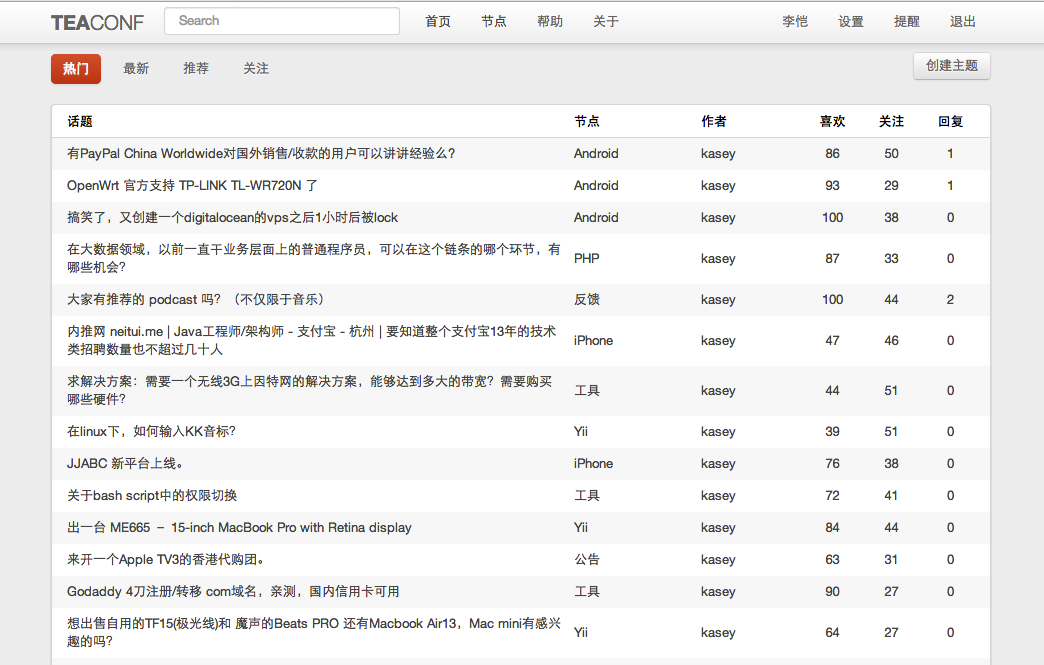 TEACONF Search 首页 节点 帮助 关于 李恺 设置 提醒 退出
热门 最新 推荐 关注 创建主题
话题 节点 作者 喜欢 关注 回复
有PayPal China Worldwide对国外销售/收款的用户可以讲讲经验么? Android kasey 86 50 1
OpenWrt 官方支持 TP-LINK TL-WR720N 了 Android kasey 93 29 1
搞笑了，又创建一个digitalocean的vps之后1小时后被lock Android kasey 100 38 0
在大数据领域，以前一直干业务层面上的普通程序员，可以在这个链条的哪个环节，有
哪些机会? PHP kasey 87 33 0
大家有推荐的 podcast 吗？（不仅限于音乐） 反馈 kasey 100 44 2
内推网 neitui.me | Java工程师/架构师 - 支付宝 - 杭州 | 要知道整个支付宝13年的技术
类招聘数量也不超过几十人 iPhone kasey 47 46 0
求解决方案：需要一个无线3G上因特网的解决方案，能够达到多大的带宽？需要购买
哪些硬件? 工具 kasey 44 51 0
在linux下，如何输入KK音标? Yii kasey 39 51 0
JJABC 新平台上线。 iPhone kasey 76 38 0
关于bash script中的权限切换 工具 kasey 72 41 0
出一台 ME665 – 15-inch MacBook Pro with Retina display Yii kasey 84 44 0
来开一个Apple TV3的香港代购团。 公告 kasey 63 31 0
Godaddy 4刀注册/转移 com域名，亲测，国内信用卡可用 工具 kasey 90 27 0
想出售自用的TF15(极光线)和 魔声的Beats PRO 还有Macbook Air13，Mac mini有感兴
趣的吗? Yii kasey 64 27 0